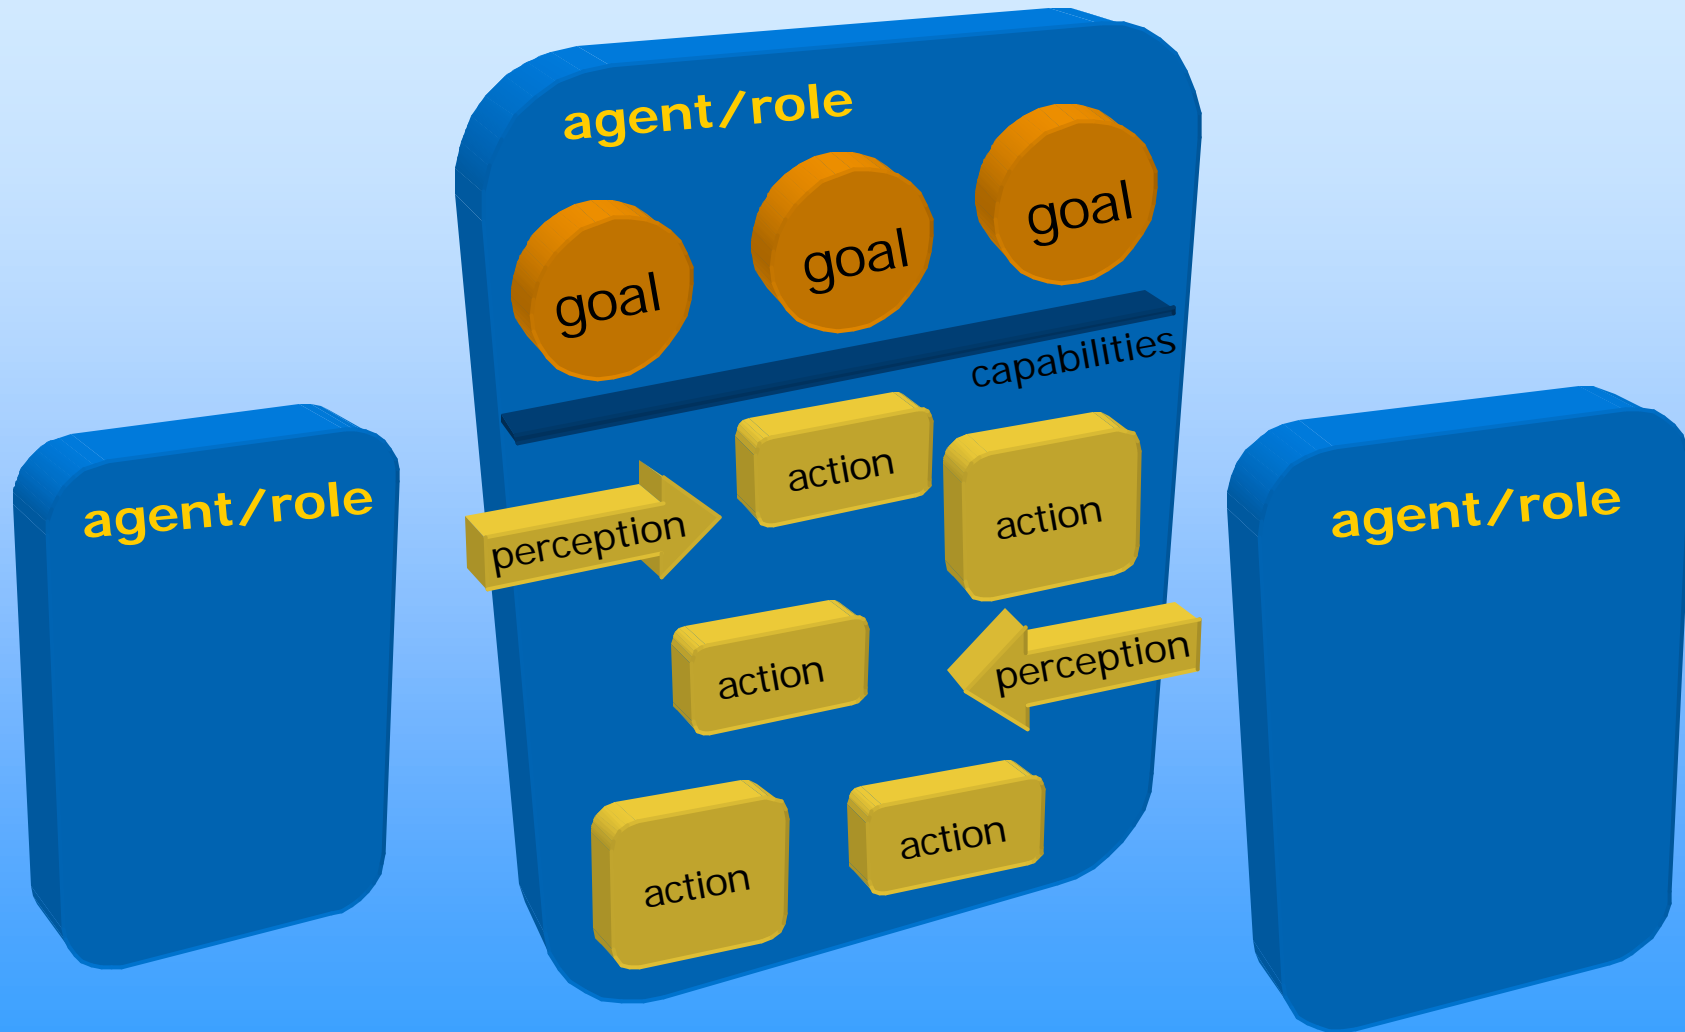 agent/role
goal
goal
goal
capabilities
action
action
perception
action
perception
action
action
agent/role
agent/role